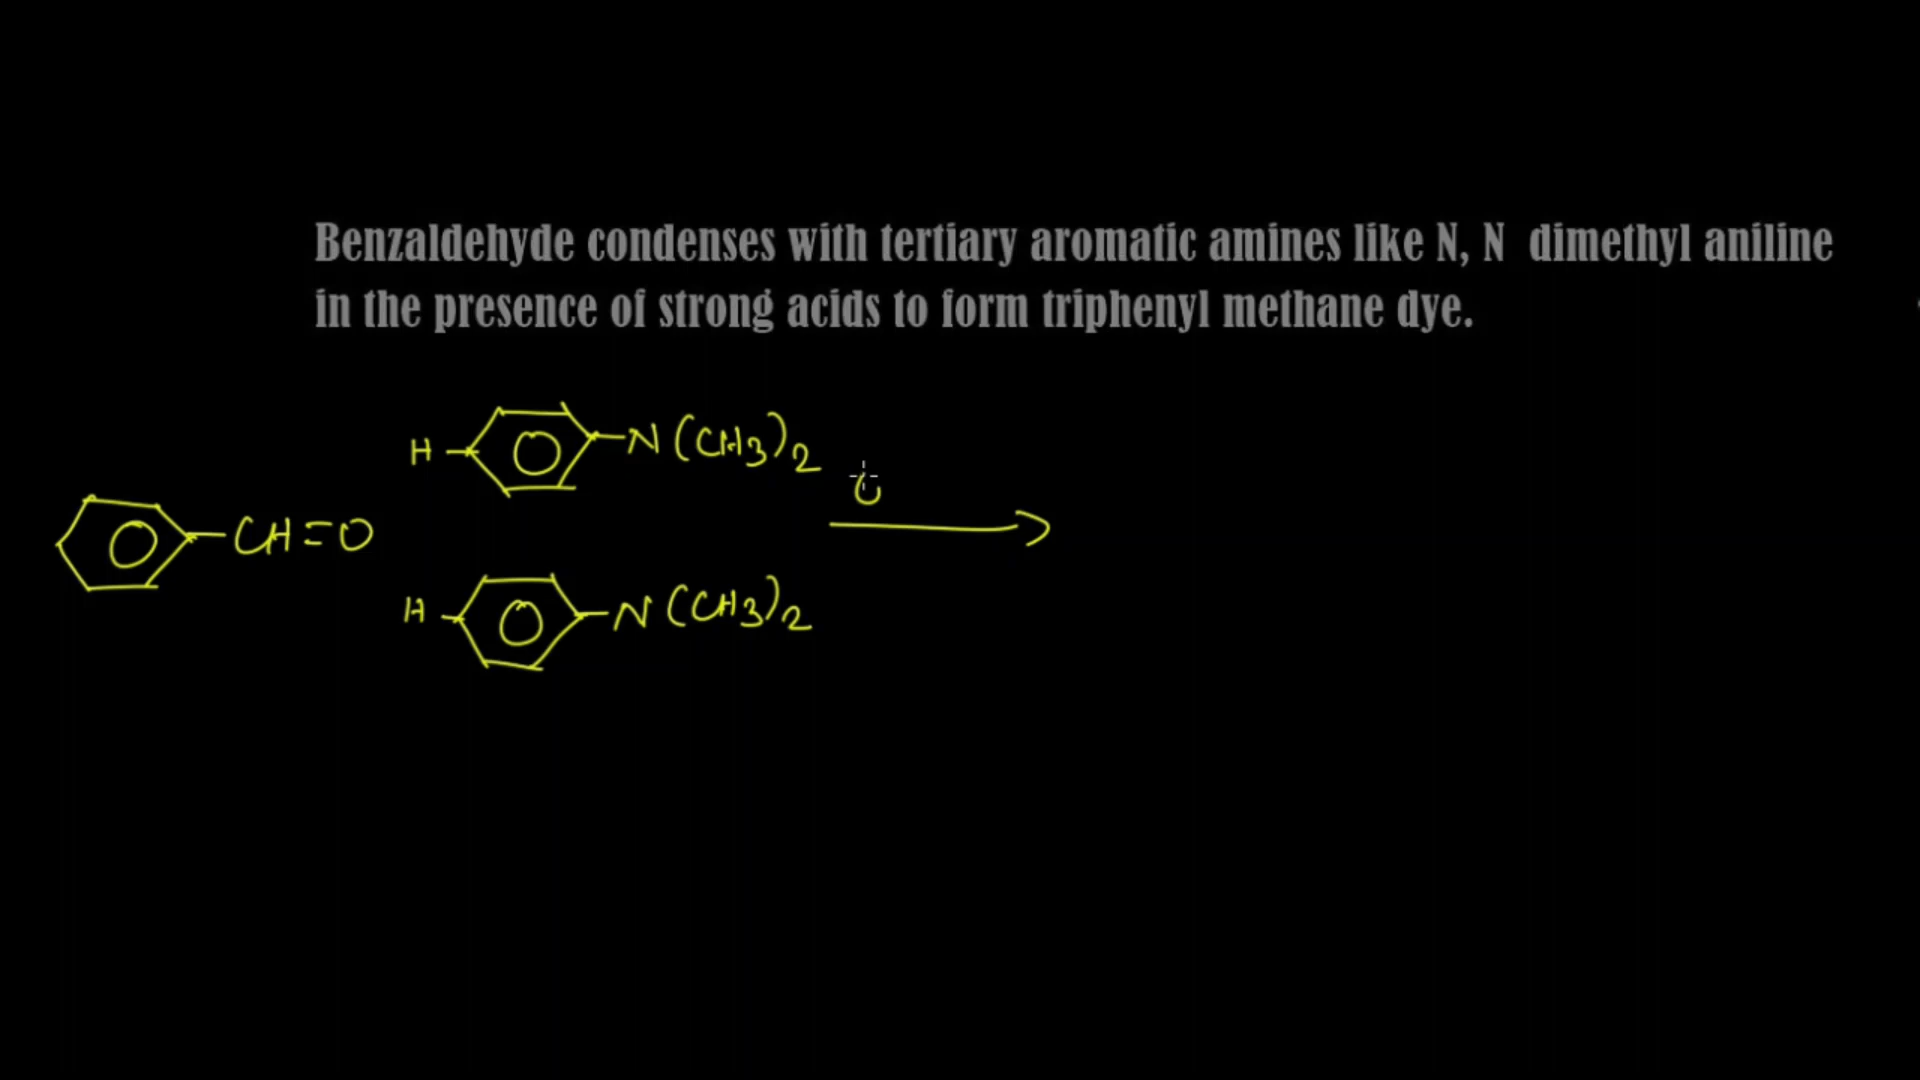 Benzaldehyde condenses with tertiary aromatic amines like N, N dimethyl aniline
in the presence of strong acids to form triphenyl methane dye.
H N(CH3)2
CH=O
H N(CH3)2